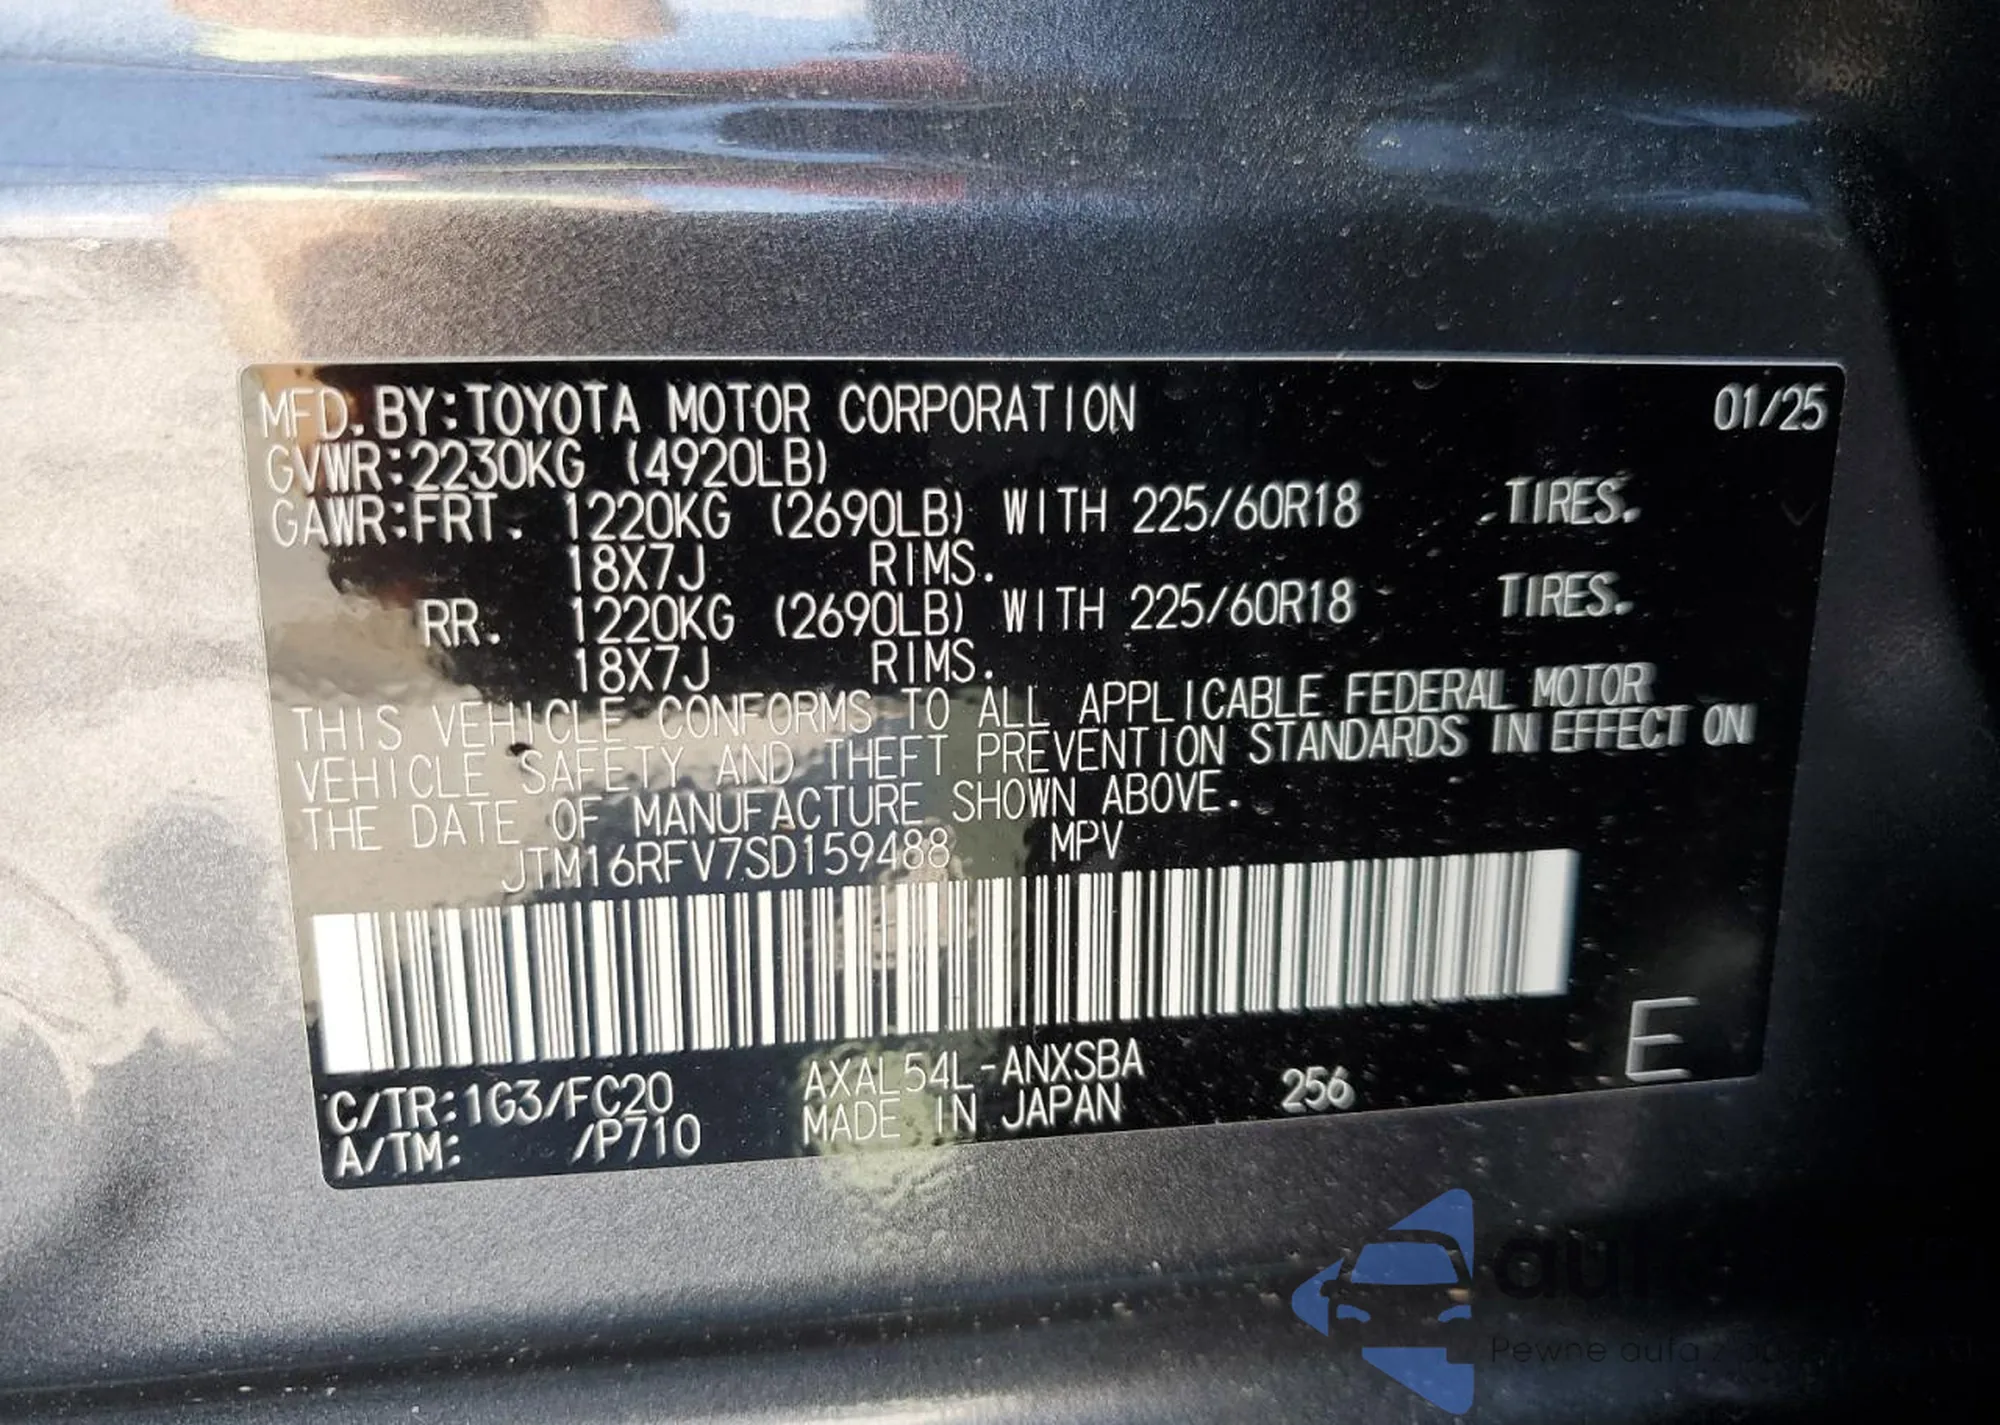 MFD. BY:TOYOTA MOTOR CORPORATION 01/25
GVWR:2230KG (4920LB)
GAWR:FRT. 1220KG (2690LB) WITH 225/60R18 TIRES.
18X7J RIMS.
RR. 1220KG (2690LB) WITH 225/60R18 TIRES.
18X7J RIMS.
THIS VEHICLE CONFORMS TO ALL APPLICABLE FEDERAL MOTOR
VEHICLE SAFETY AND THEFT PREVENTION STANDARDS IN EFFECT ON
THE DATE OF MANUFACTURE SHOWN ABOVE.
JTM16RFV7SD159488 MPV
E
C/TR:1G3/FC20 AXAL54L-ANXSBA 256
A/TM: /P710 MADE IN JAPAN
Pewne auta z